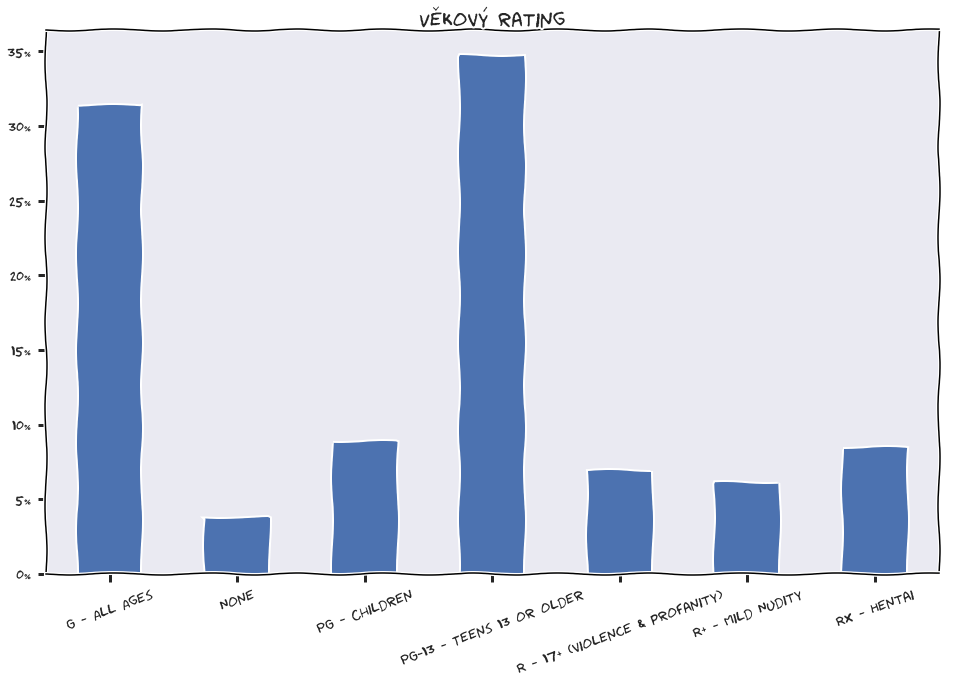 VĚKOVÝ RATING
35%
30%
25%
20%
15%
10%
5%
0%
G - ALL AGES
NONE
PG - CHILDREN
PG-13 - TEENS 13 OR OLDER
R - 17+ (VIOLENCE & PROFANITY)
R+ - MILD NUDITY
RX - HENTAI